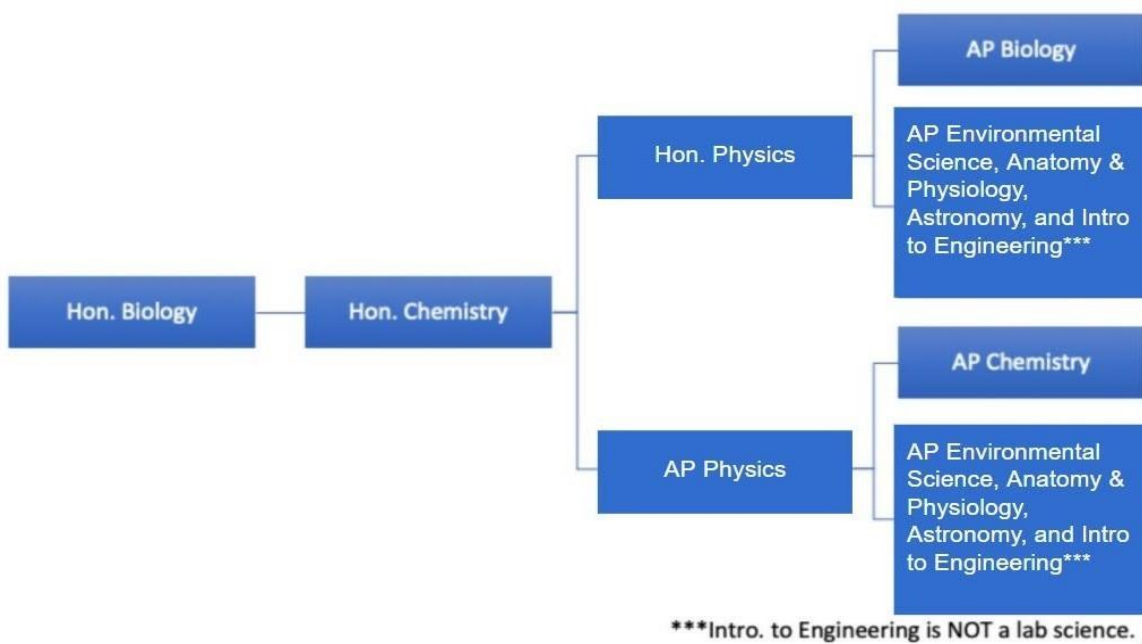 Hon. Biology
Hon. Chemistry
Hon. Physics
AP Biology
AP Environmental
Science, Anatomy &
Physiology,
Astronomy, and Intro
to Engineering***
AP Physics
AP Chemistry
AP Environmental
Science, Anatomy &
Physiology,
Astronomy, and Intro
to Engineering***
***Intro. to Engineering is NOT a lab science.